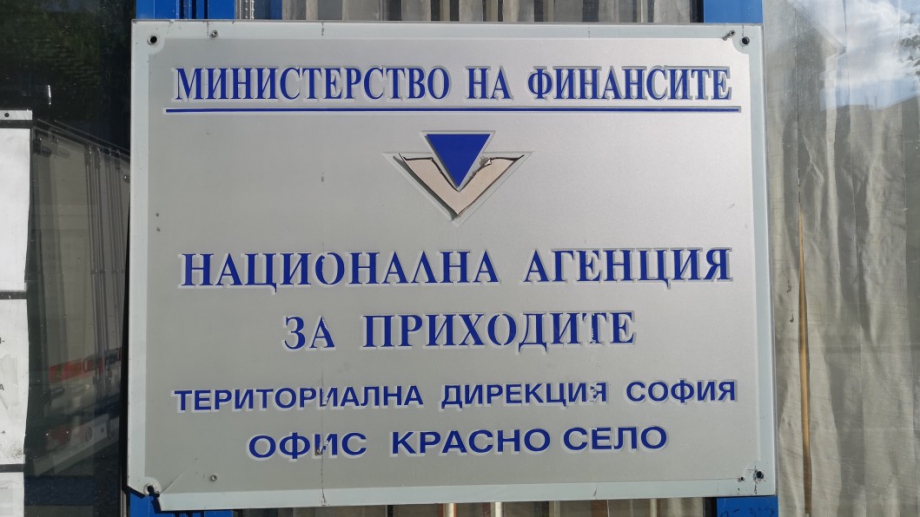 МИНИСТЕРСТВО НА ФИНАНСИТЕ
НАЦИОНАЛНА АГЕНЦИЯ
ЗА ПРИХОДИТЕ
ТЕРИТОРИАЛНА ДИРЕКЦИЯ СОФИЯ
ОФИС КРАСНО СЕЛО